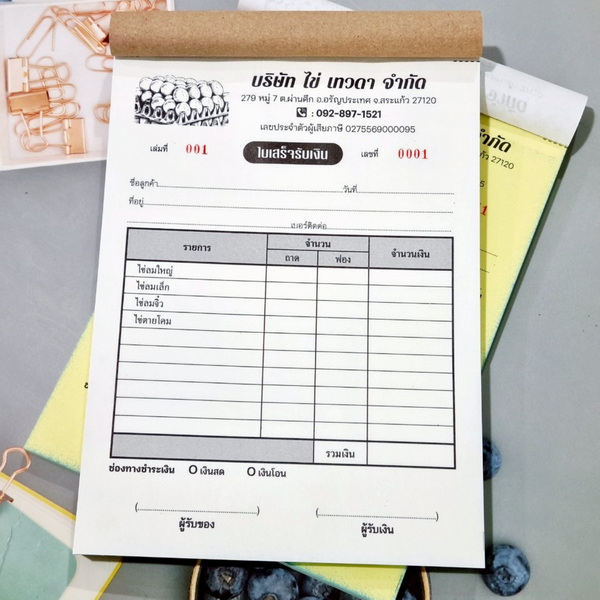 บริษัท ไข่ เทวดา จำกัด
279 หมู่ 7 ต.ผ่านศึก อ.อรัญประเทศ จ.สระแก้ว 27120
: 092-897-1521
เลขประจำตัวผู้เสียภาษี 0275569000095
เล่มที่ 001 ใบเสร็จรับเงิน เลขที่ 0001
ชื่อลูกค้า วันที่
ที่อยู่
เบอร์ติดต่อ
รายการ จำนวน จำนวนเงิน
ถาด ฟอง
ไข่ลมใหญ่
ไข่ลมเล็ก
ไข่ลมจิ๋ว
ไข่ตายโคม
รวมเงิน
ช่องทางชำระเงิน เงินสด เงินโอน
(                    ) (                    )
ผู้รับของ ผู้รับเงิน
จำกัด
27120